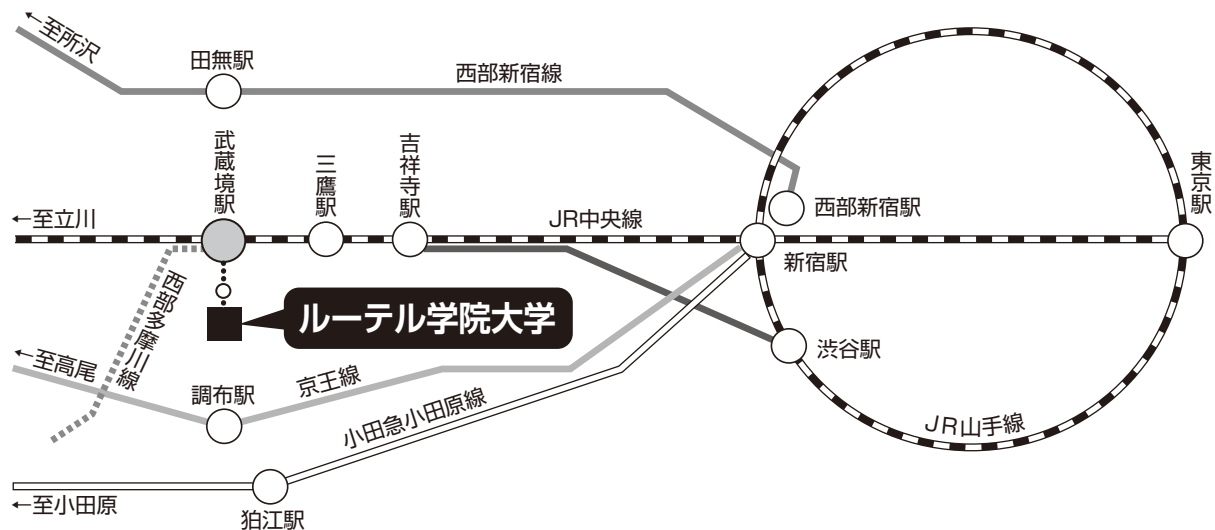 ←至所沢
田無駅
西部新宿線
武蔵境駅
三鷹駅
吉祥寺駅
東京駅
←至立川
JR中央線
西部新宿駅
新宿駅
西部多摩川線
ルーテル学院大学
←至高尾
調布駅
京王線
渋谷駅
小田急小田原線
JR山手線
←至小田原
狛江駅